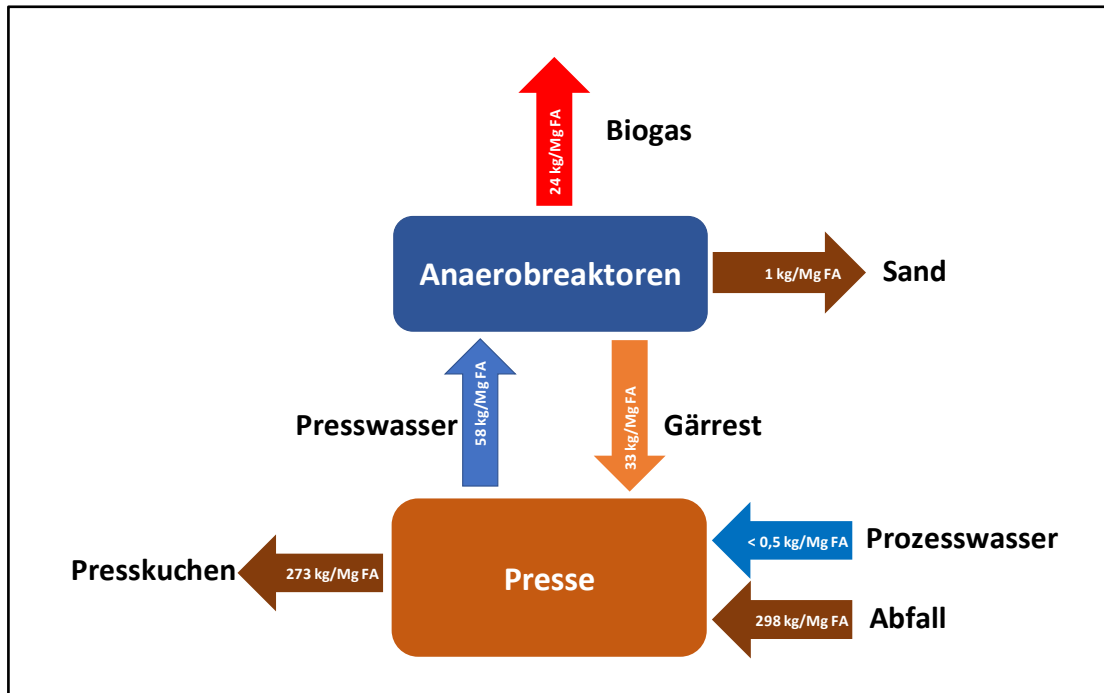 24 kg/Mg FA
Biogas
Anaerobreaktoren
1 kg/Mg FA
Sand
Presswasser
58 kg/Mg FA
33 kg/Mg FA
Gärrest
Presskuchen
273 kg/Mg FA
Presse
< 0,5 kg/Mg FA
Prozesswasser
298 kg/Mg FA
Abfall